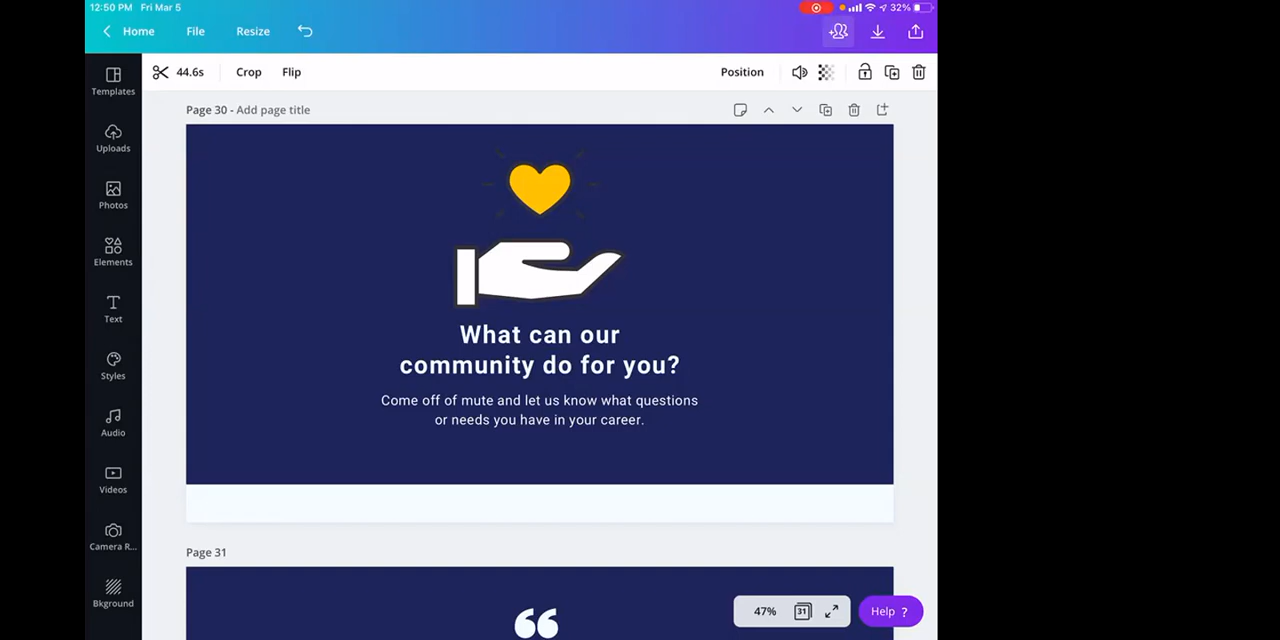 12:50 PM Fri Mar 5
32%
Home File Resize
44.6s Crop Flip Position
Templates
Uploads
Photos
Elements
Text
Styles
Audio
Videos
Camera R...
Bkground
Page 30 - Add page title
What can our
community do for you?
Come off of mute and let us know what questions
or needs you have in your career.
Page 31
“
47% 31 Help ?